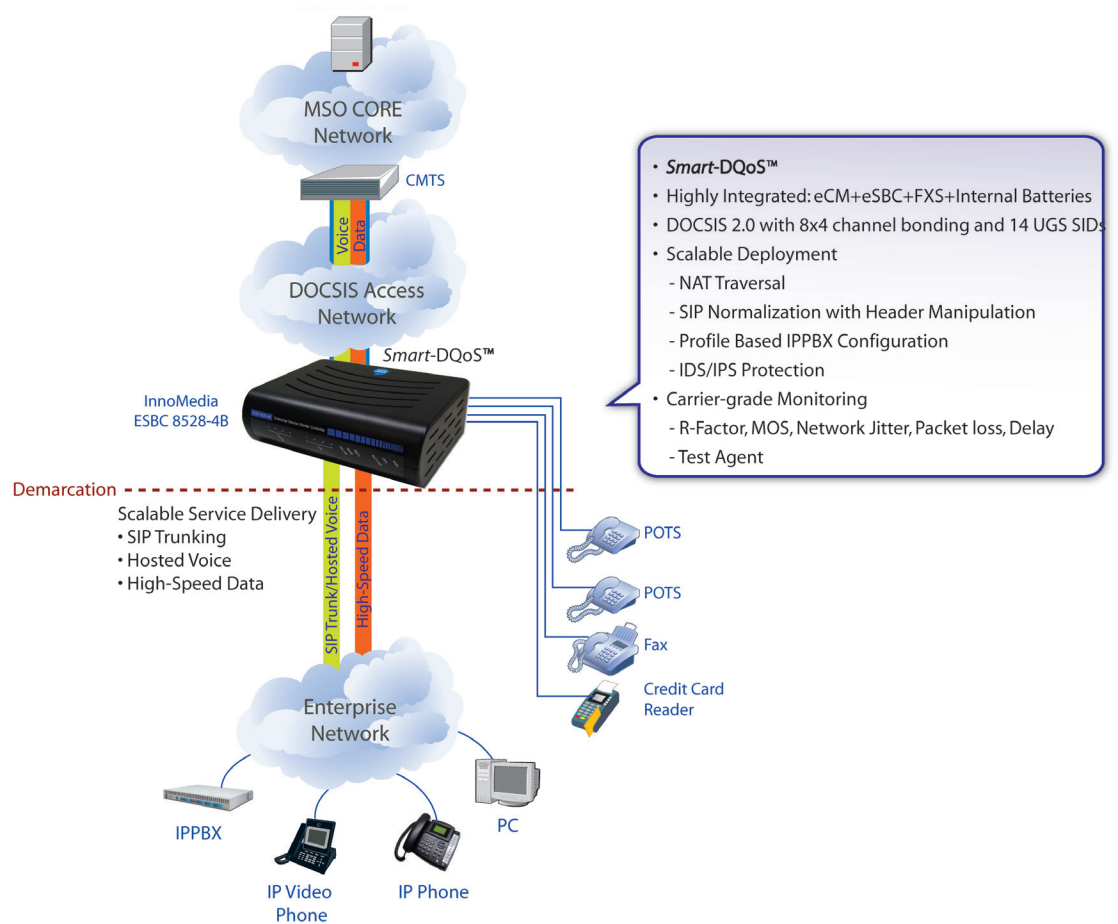 MSO CORE
Network
CMTS
Voice
Data
DOCSIS Access
Network
Smart-DQoS™
InnoMedia
ESBC 8528-4B
• Smart-DQoS™
• Highly Integrated: eCM+eSBC+FXS+Internal Batteries
• DOCSIS 2.0 with 8x4 channel bonding and 14 UGS SIDs
• Scalable Deployment
- NAT Traversal
- SIP Normalization with Header Manipulation
- Profile Based IPPBX Configuration
- IDS/IPS Protection
• Carrier-grade Monitoring
- R-Factor, MOS, Network Jitter, Packet loss, Delay
- Test Agent
Demarcation
Scalable Service Delivery
• SIP Trunking
• Hosted Voice
• High-Speed Data
SIP Trunk/Hosted Voice
High-Speed Data
POTS
POTS
Fax
Credit Card
Reader
Enterprise
Network
IPPBX
IP Video
Phone
IP Phone
PC